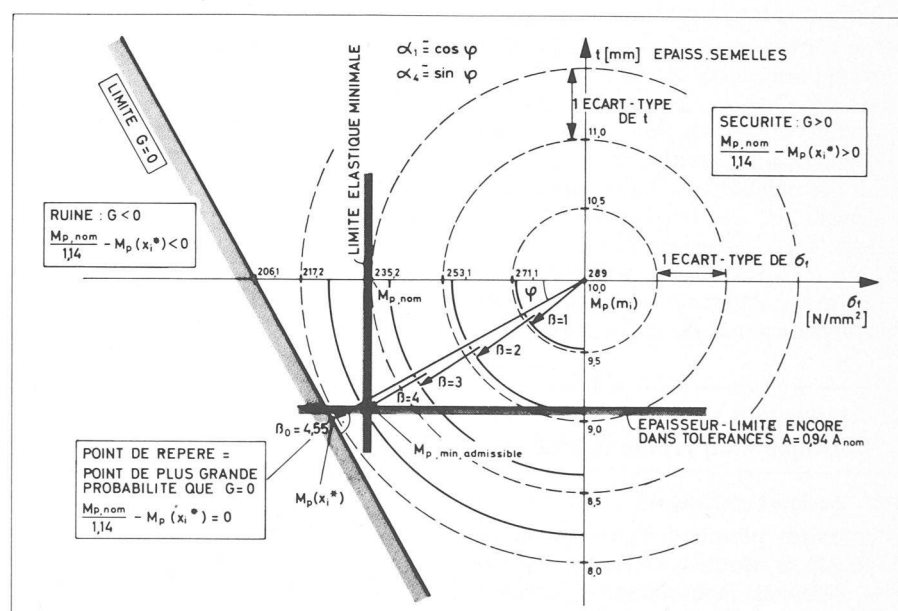 α₁ ≡ cos φ
α₄ ≡ sin φ
t [mm] EPAISS. SEMELLES
1 ECART-TYPE
DE t
SECURITE : G>0
Mp,nom
1,14
− Mp (xi*) > 0
LIMITE G=0
LIMITE ELASTIQUE MINIMALE
11,0
10,5
RUINE : G < 0
Mp,nom
1,14
− Mp (xi*) < 0
1 ECART-TYPE DE σf
206,1
217,2
235,2
253,1
271,1
289
10,0
φ
Mp,nom
Mp(mi)
σf
[N/mm²]
ß=1
ß=2
ß=3
ß=4
9,5
ß₀ = 4,55
9,0
EPAISSEUR-LIMITE ENCORE
DANS TOLERANCES A=0,94 Anom
Mp,min,admissible
POINT DE REPERE =
POINT DE PLUS GRANDE
PROBABILITE QUE G=0
Mp,nom
1,14
− Mp (xi*) = 0
Mp(xi*)
8,5
8,0